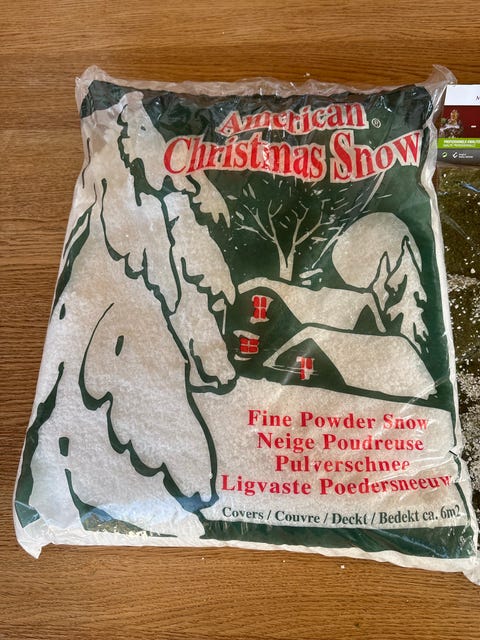 American®
Christmas Snow
Fine Powder Snow
Neige Poudreuse
Pulverschnee
Ligvaste Poedersneeuw
Covers / Couvre / Deckt / Bedekt ca. 6m2